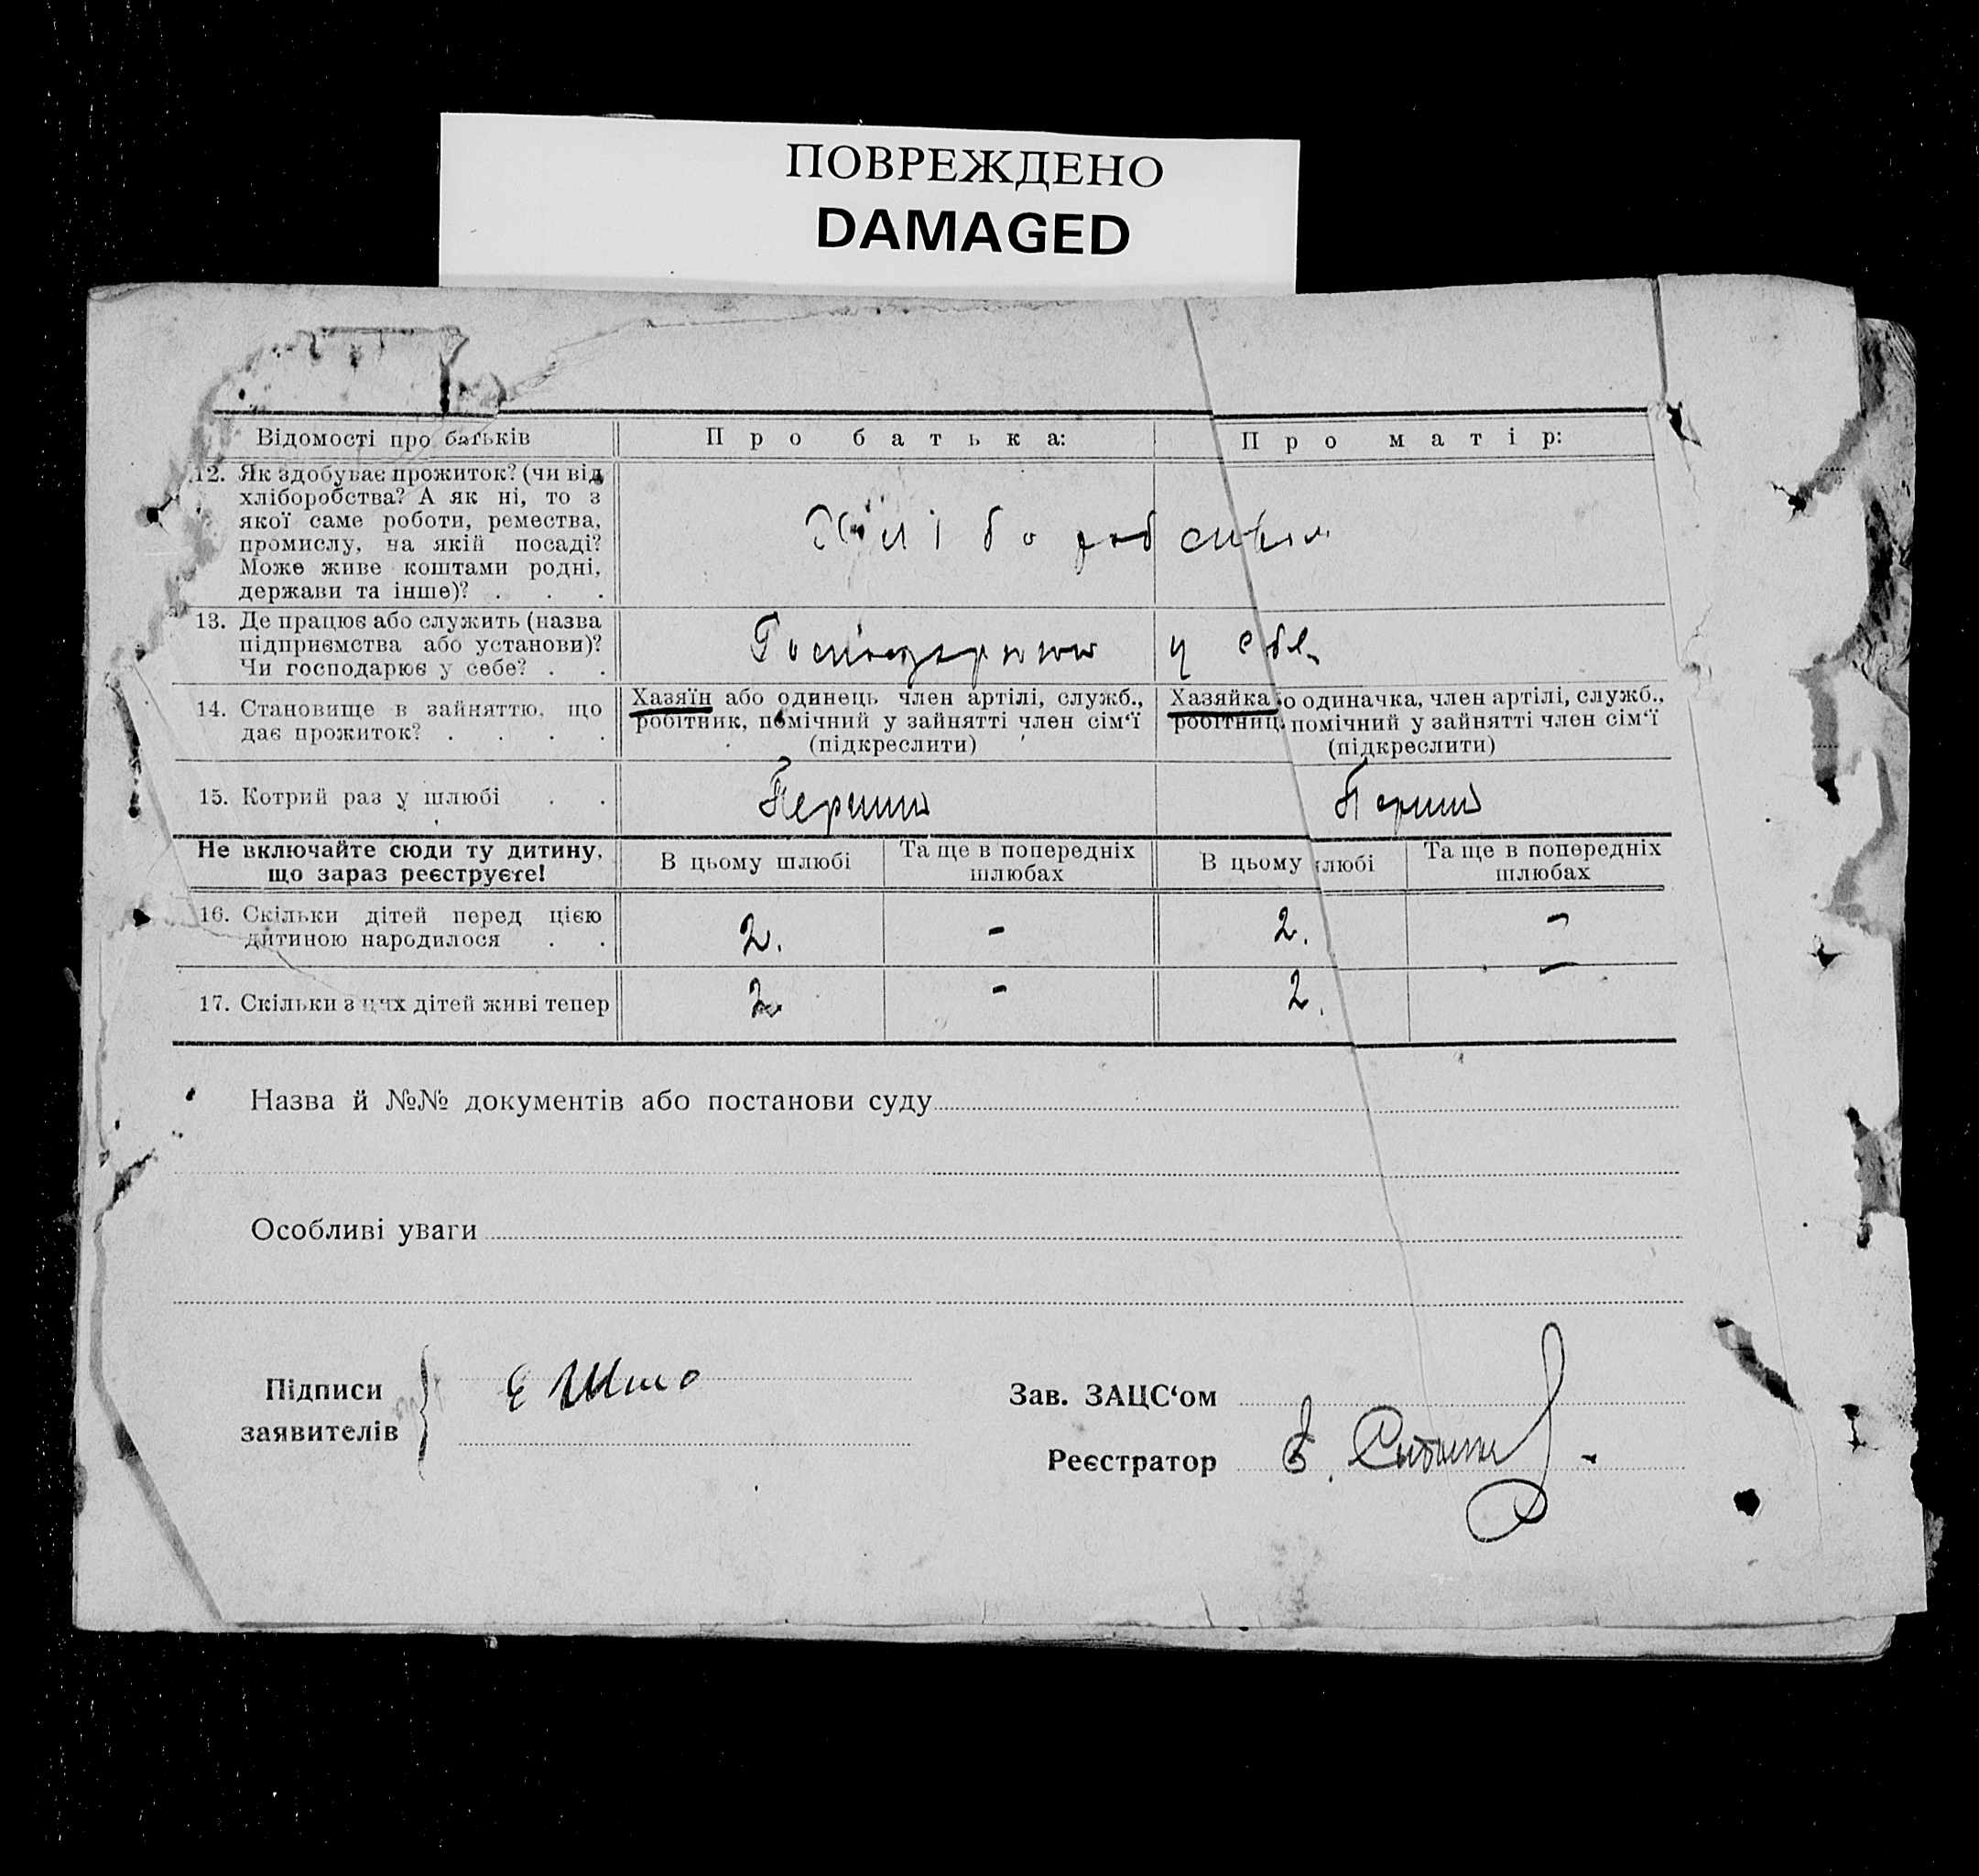 ПОВРЕЖДЕНО
DAMAGED
Відомості про батьків
Про батька:
Про матір:
12. Як здобуває прожиток? (чи від
хліборобства? А як ні, то з
якої саме роботи, ремества,
промислу, на якій посаді?
Може живе коштами родні,
держави та інше)? . . .
Хліборобством
13. Де працює або служить (назва
підприємства або установи)?
Чи господарює у себе? . .
Господарюють у себе
14. Становище в зайняттю, що
дає прожиток? . . . .
Хазяїн або одинець член артілі, служб.,
робітник, помічний у зайнятті член сім'ї
(підкреслити)
Хазяйка о одиначка, член артілі, служб.,
робітниц. помічний у зайнятті член сім'ї
(підкреслити)
15. Котрий раз у шлюбі . .
Перший
Перший
Не включайте сюди ту дитину,
що зараз реєструєте!
В цьому шлюбі
Та ще в попередніх
шлюбах
В цьому шлюбі
Та ще в попередніх
шлюбах
16. Скільки дітей перед цією
дитиною народилося . .
2. - 2. -
17. Скільки з цих дітей живі тепер
2 - 2. -
Назва й №№ документів або постанови суду
Особливі уваги
Підписи
заявителів
Зав. ЗАЦС‘ом
Реєстратор